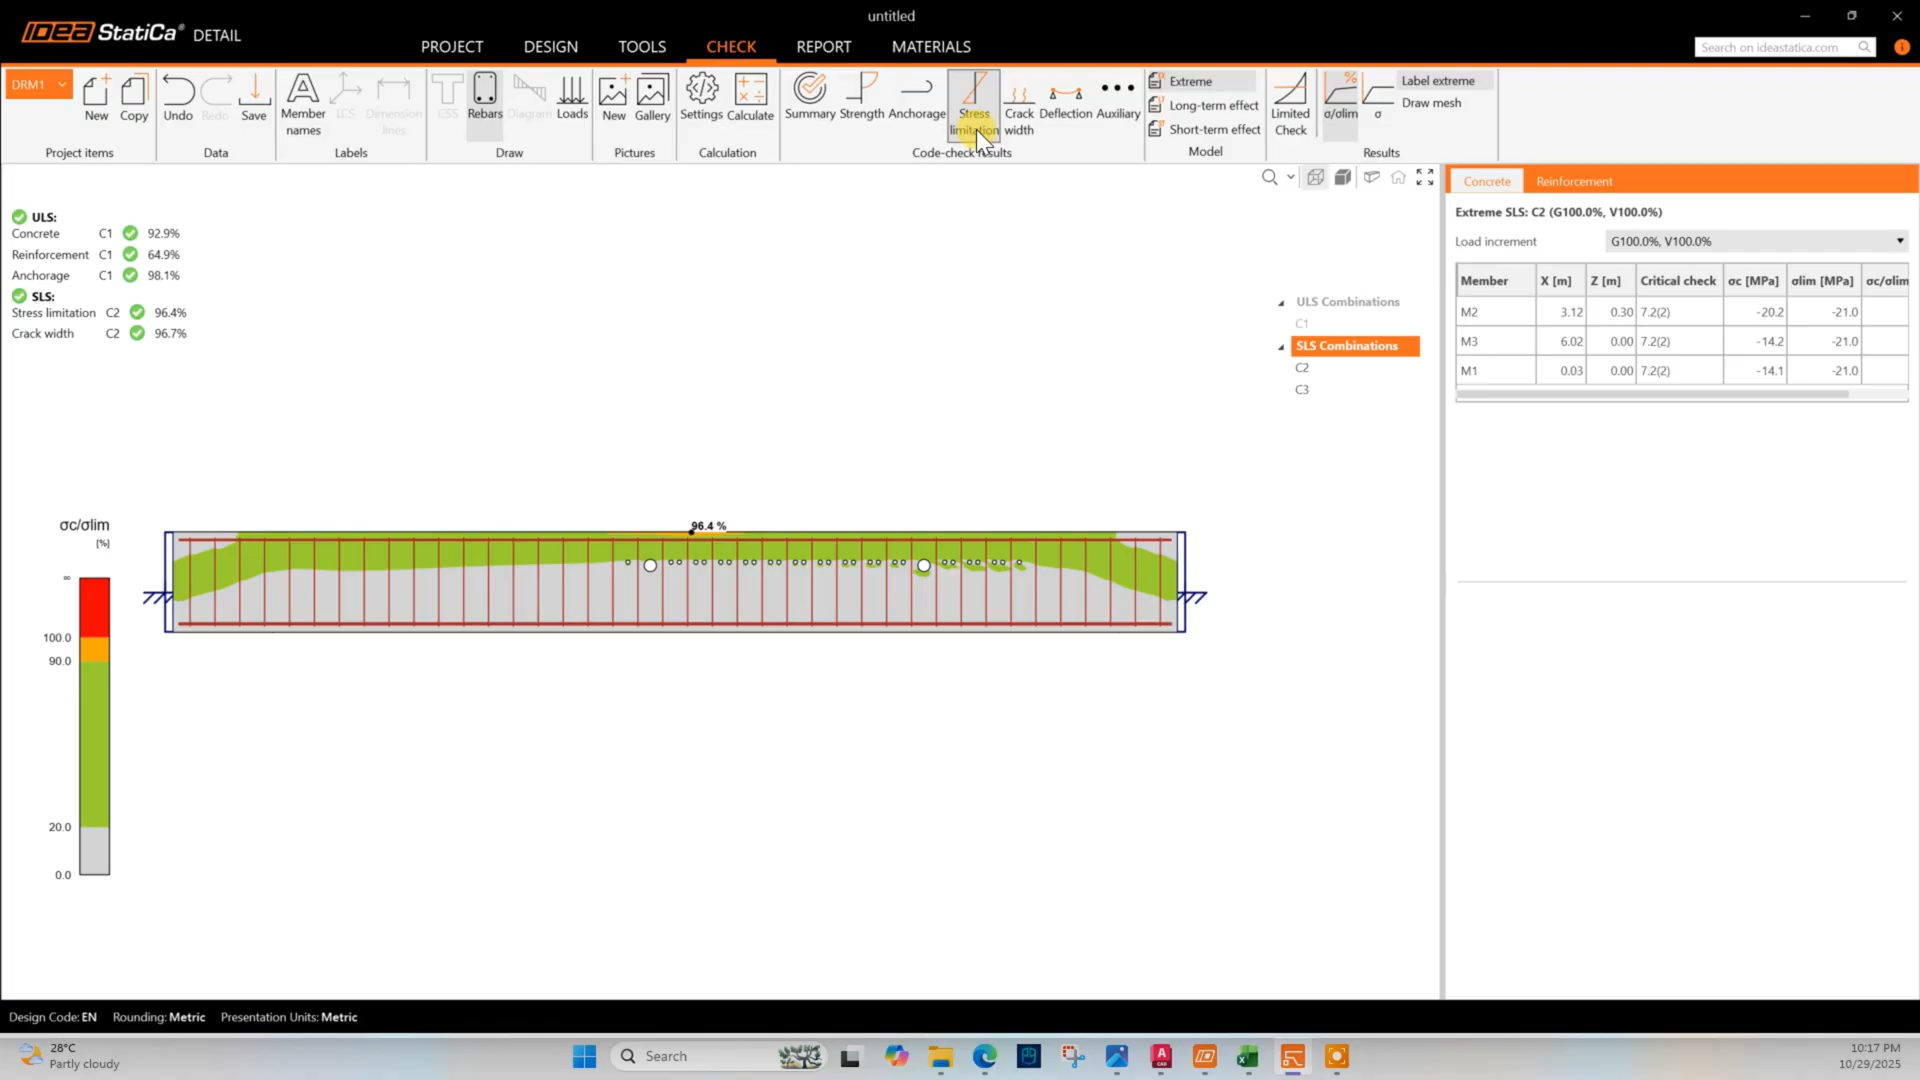 untitled
IDEA StatiCa® DETAIL
PROJECT DESIGN TOOLS CHECK REPORT MATERIALS
Search on ideastatica.com
DRM1
New Copy
Project items
Undo Redo Save
Data
Member names LCS Dimension lines
Labels
CSS Rebars Diagram Loads
Draw
New Gallery
Pictures
Settings Calculate
Calculation
Summary Strength Anchorage Stress limitation Crack width Deflection Auxiliary
Code-check results
Extreme
Long-term effect
Short-term effect
Model
Limited Check
σ/σlim σ
Label extreme
Draw mesh
Results
ULS:
Concrete C1 92.9%
Reinforcement C1 64.9%
Anchorage C1 98.1%
SLS:
Stress limitation C2 96.4%
Crack width C2 96.7%
ULS Combinations
C1
SLS Combinations
C2
C3
Concrete Reinforcement
Extreme SLS: C2 (G100.0%, V100.0%)
Load increment G100.0%, V100.0%
Member X [m] Z [m] Critical check σc [MPa] σlim [MPa] σc/σlim
M2 3.12 0.30 7.2(2) -20.2 -21.0
M3 6.02 0.00 7.2(2) -14.2 -21.0
M1 0.03 0.00 7.2(2) -14.1 -21.0
σc/σlim
[%]
∞
100.0
90.0
20.0
0.0
96.4 %
Design Code: EN Rounding: Metric Presentation Units: Metric
28°C
Partly cloudy
Search
10:17 PM
10/29/2025